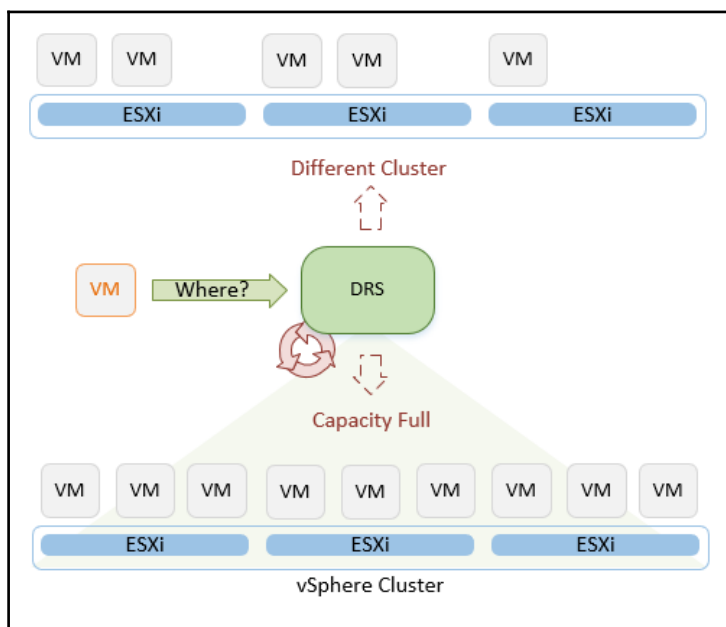 VM VM VM VM VM
ESXi ESXi ESXi
Different Cluster
VM Where? DRS
Capacity Full
VM VM VM VM VM VM VM VM VM
ESXi ESXi ESXi
vSphere Cluster